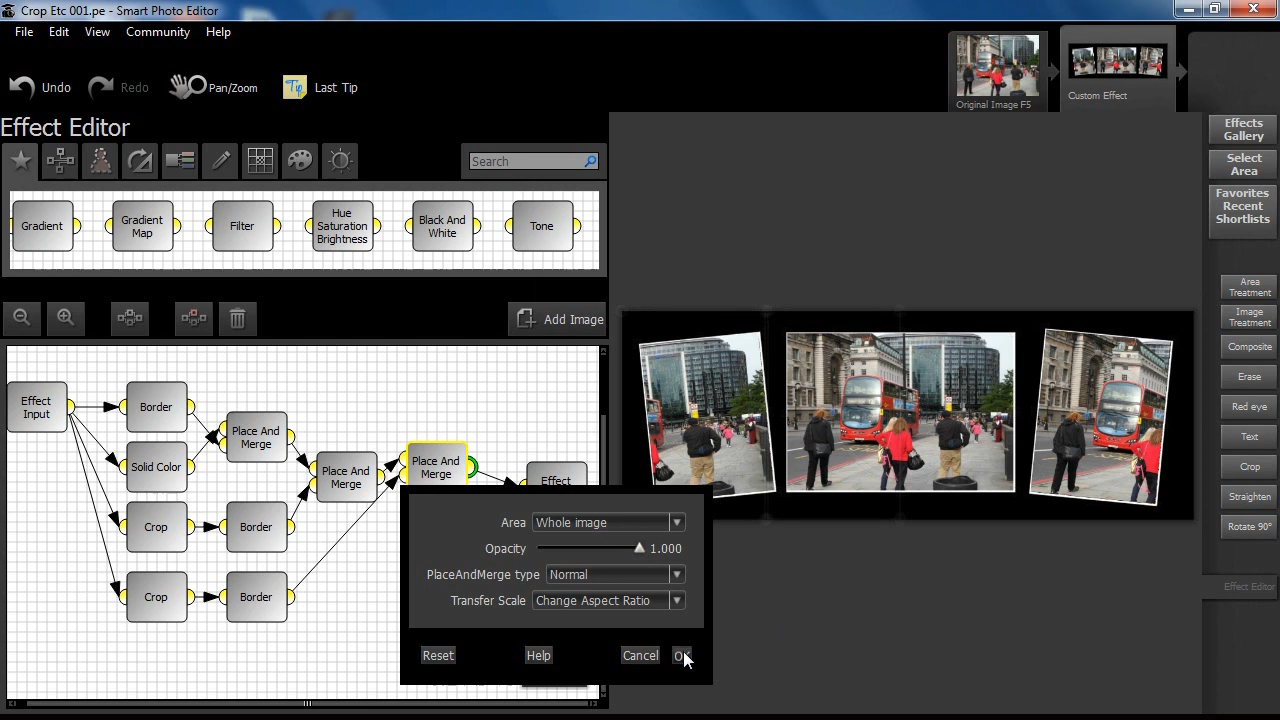 Crop Etc 001.pe - Smart Photo Editor
File Edit View Community Help
Undo Redo Pan/Zoom Tip Last Tip
Original Image F5
Custom Effect
Effect Editor
Search
Gradient
Gradient
Map
Filter
Hue
Saturation
Brightness
Black And
White
Tone
Add Image
Effect
Input
Border
Solid Color
Crop
Crop
Place And
Merge
Border
Border
Place And
Merge
Place And
Merge
Effect
Area Whole image
Opacity 1.000
PlaceAndMerge type Normal
Transfer Scale Change Aspect Ratio
Reset Help Cancel OK
Effects
Gallery
Select
Area
Favorites
Recent
Shortlists
Area
Treatment
Image
Treatment
Composite
Erase
Red eye
Text
Crop
Straighten
Rotate 90°
Effect Editor